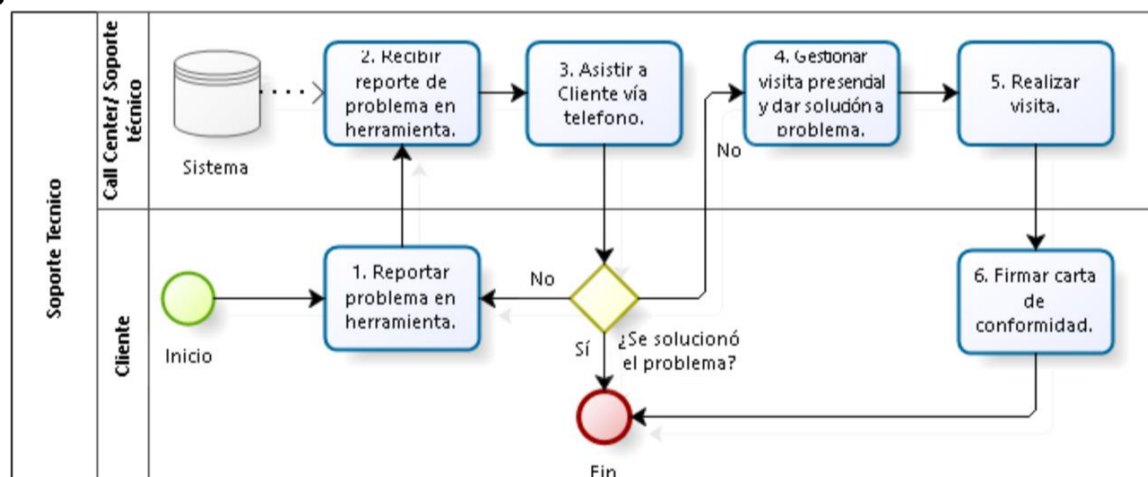 Soporte Tecnico
Call Center/ Soporte
técnico
Cliente
Sistema
2. Recibir
reporte de
problema en
herramienta.
3. Asistir a
Cliente vía
telefono.
4. Gestionar
visita presencial
y dar solución a
problema.
5. Realizar
visita.
No
Inicio
1. Reportar
problema en
herramienta.
No
Sí
¿Se solucionó
el problema?
6. Firmar carta
de
conformidad.
Fin